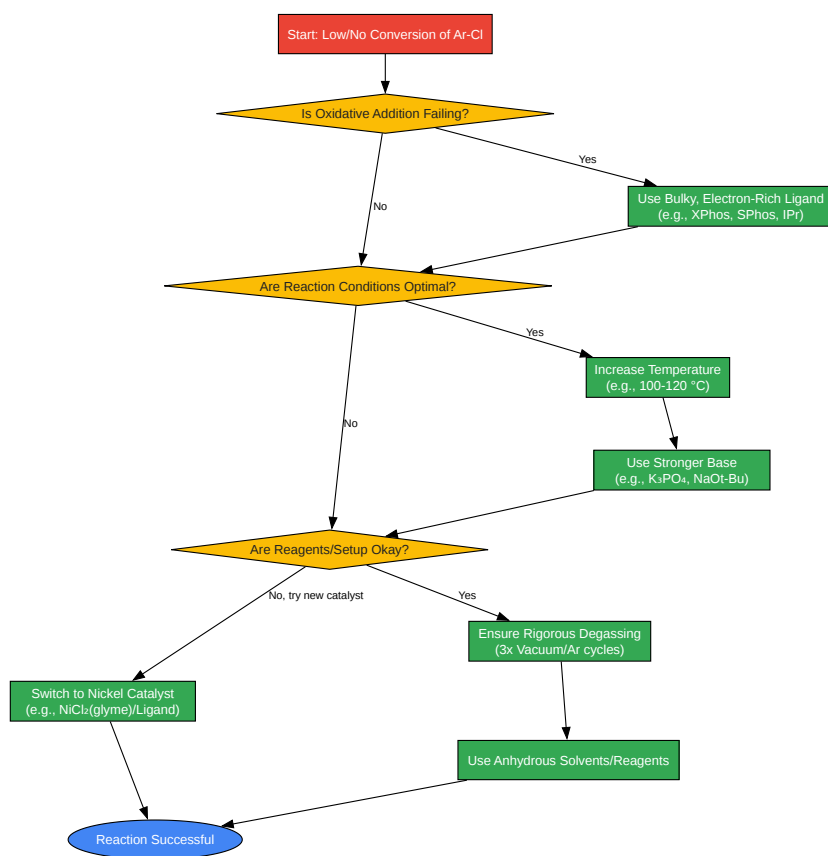 Start: Low/No Conversion of Ar-Cl
Is Oxidative Addition Failing?
Yes
Use Bulky, Electron-Rich Ligand
(e.g., XPhos, SPhos, IPr)
No
Are Reaction Conditions Optimal?
Yes
Increase Temperature
(e.g., 100-120 °C)
No
Use Stronger Base
(e.g., K₃PO₄, NaOt-Bu)
Are Reagents/Setup Okay?
No, try new catalyst
Yes
Ensure Rigorous Degassing
(3x Vacuum/Ar cycles)
Switch to Nickel Catalyst
(e.g., NiCl₂(glyme)/Ligand)
Use Anhydrous Solvents/Reagents
Reaction Successful